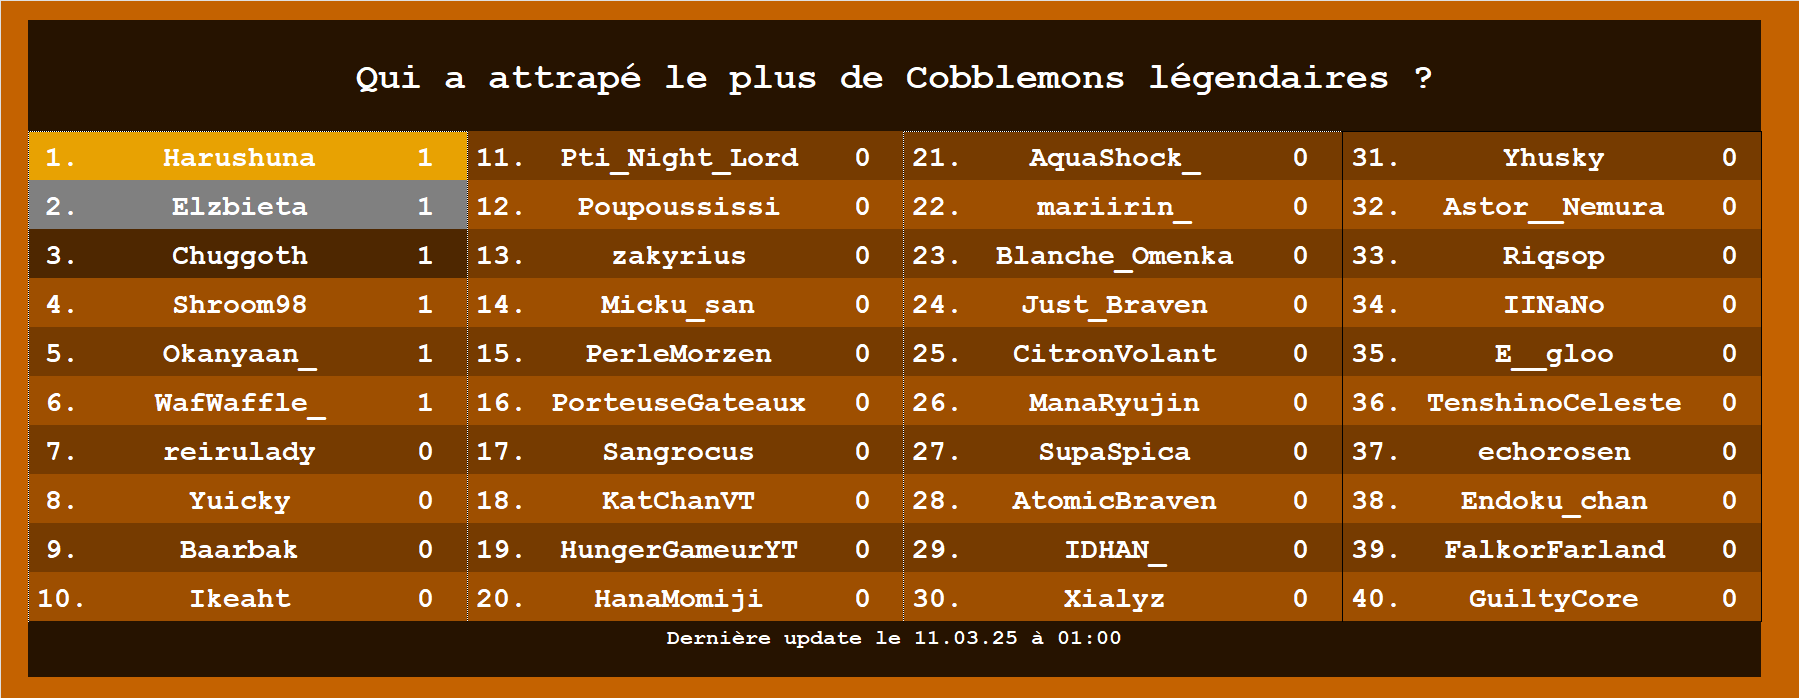 Qui a attrapé le plus de Cobblemons légendaires ?
1. Harushuna 1 11. Pti_Night_Lord 0 21. AquaShock_ 0 31. Yhusky 0
2. Elzbieta 1 12. Poupoussissi 0 22. mariirin_ 0 32. Astor__Nemura 0
3. Chuggoth 1 13. zakyrius 0 23. Blanche_Omenka 0 33. Riqsop 0
4. Shroom98 1 14. Micku_san 0 24. Just_Braven 0 34. IINaNo 0
5. Okanyaan_ 1 15. PerleMorzen 0 25. CitronVolant 0 35. E__gloo 0
6. WafWaffle_ 1 16. PorteuseGateaux 0 26. ManaRyujin 0 36. TenshinoCeleste 0
7. reirulady 0 17. Sangrocus 0 27. SupaSpica 0 37. echorosen 0
8. Yuicky 0 18. KatChanVT 0 28. AtomicBraven 0 38. Endoku_chan 0
9. Baarbak 0 19. HungerGameurYT 0 29. IDHAN_ 0 39. FalkorFarland 0
10. Ikeaht 0 20. HanaMomiji 0 30. Xialyz 0 40. GuiltyCore 0
Dernière update le 11.03.25 à 01:00